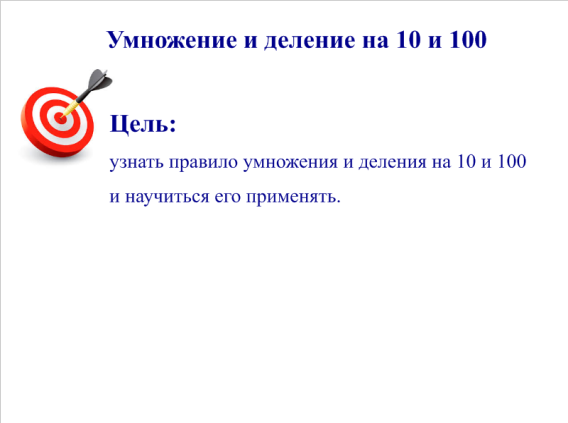 Умножение и деление на 10 и 100
Цель:
узнать правило умножения и деления на 10 и 100
и научиться его применять.